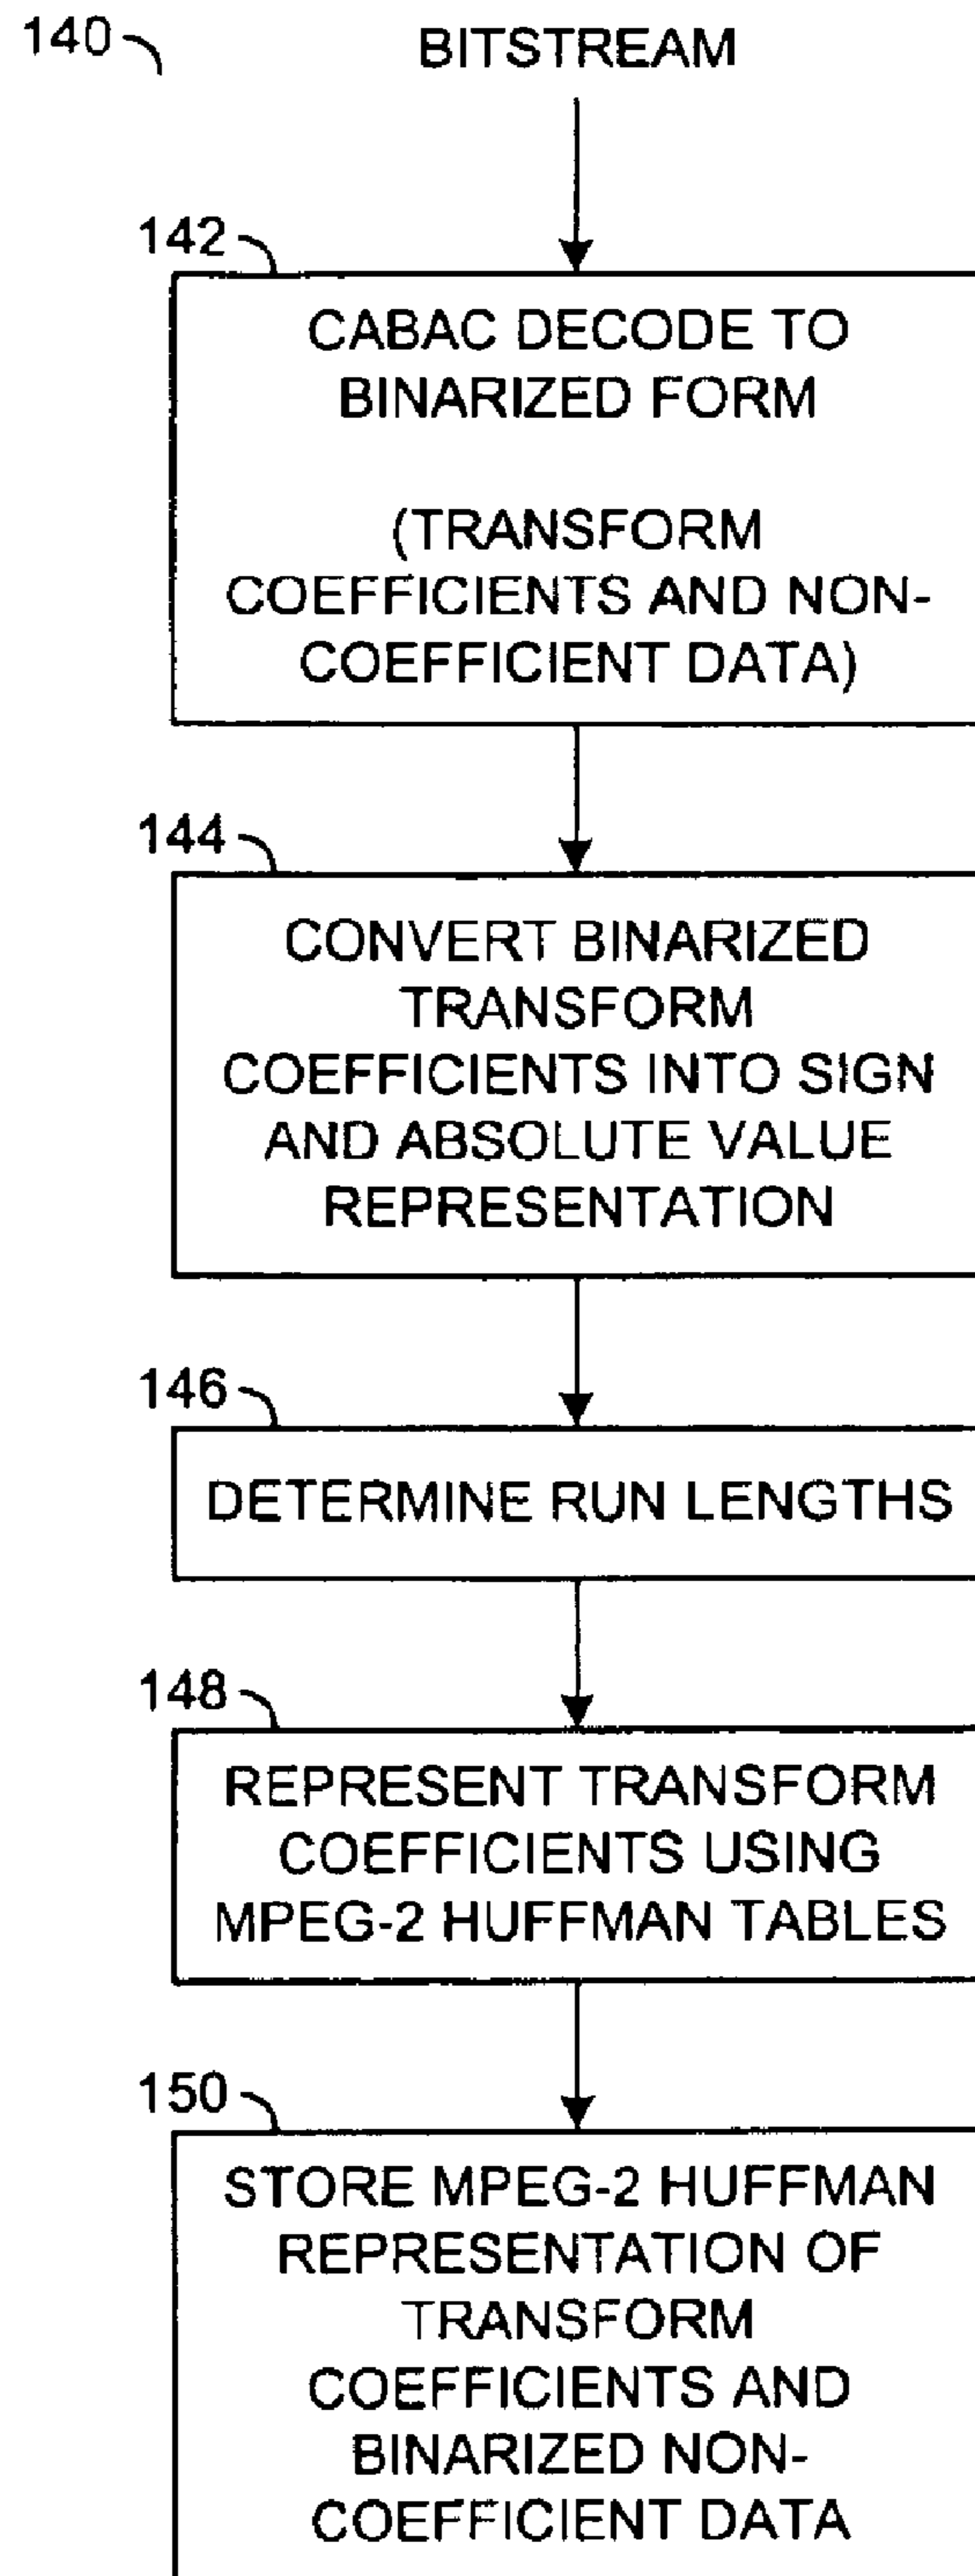 140
BITSTREAM
142
CABAC DECODE TO
BINARIZED FORM
(TRANSFORM
COEFFICIENTS AND NON-
COEFFICIENT DATA)
144
CONVERT BINARIZED
TRANSFORM
COEFFICIENTS INTO SIGN
AND ABSOLUTE VALUE
REPRESENTATION
146
DETERMINE RUN LENGTHS
148
REPRESENT TRANSFORM
COEFFICIENTS USING
MPEG-2 HUFFMAN TABLES
150
STORE MPEG-2 HUFFMAN
REPRESENTATION OF
TRANSFORM
COEFFICIENTS AND
BINARIZED NON-
COEFFICIENT DATA